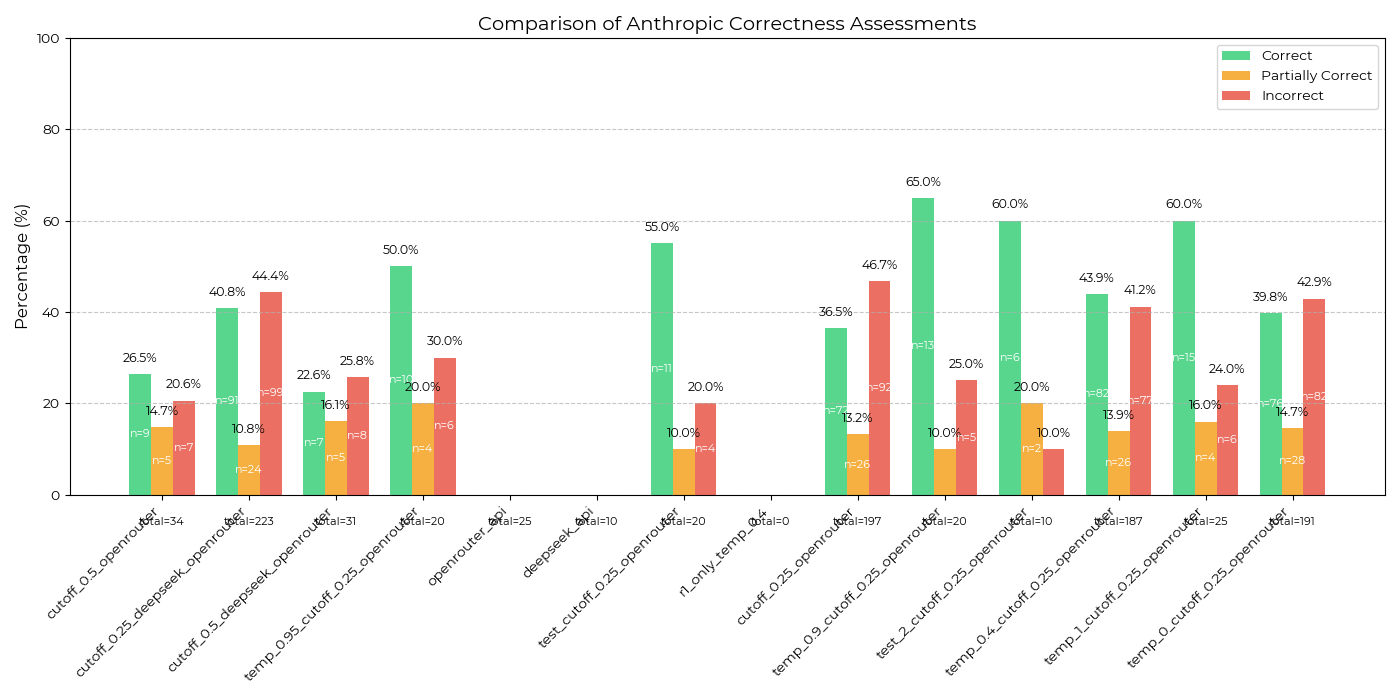 Comparison of Anthropic Correctness Assessments
100
80
60
40
20
0
Percentage (%)
Correct
Partially Correct
Incorrect
26.5%
14.7%
20.6%
n=9
n=5
n=7
40.8%
10.8%
44.4%
n=91
n=24
n=99
22.6%
16.1%
25.8%
n=7
n=5
n=8
50.0%
20.0%
30.0%
n=10
n=4
n=6
55.0%
10.0%
20.0%
n=11
n=4
36.5%
13.2%
46.7%
n=26
n=92
65.0%
10.0%
25.0%
n=13
n=5
60.0%
20.0%
10.0%
n=6
n=2
43.9%
13.9%
41.2%
n=82
n=26
n=77
60.0%
16.0%
24.0%
n=15
n=4
n=6
39.8%
14.7%
42.9%
n=76
n=28
n=82
total=34
total=223
total=31
total=20
total=25
total=10
total=20
total=0
total=197
total=20
total=10
total=187
total=25
total=191
cutoff_0.5_openrouter
cutoff_0.25_deepseek_openrouter
cutoff_0.5_deepseek_openrouter
temp_0.95_cutoff_0.25_openrouter
openrouter_api
deepseek_api
test_cutoff_0.25_openrouter
r1_only_temp_0.4
cutoff_0.25_openrouter
temp_0.9_cutoff_0.25_openrouter
test_2_cutoff_0.25_openrouter
temp_0.4_cutoff_0.25_openrouter
temp_1_cutoff_0.25_openrouter
temp_0_cutoff_0.25_openrouter